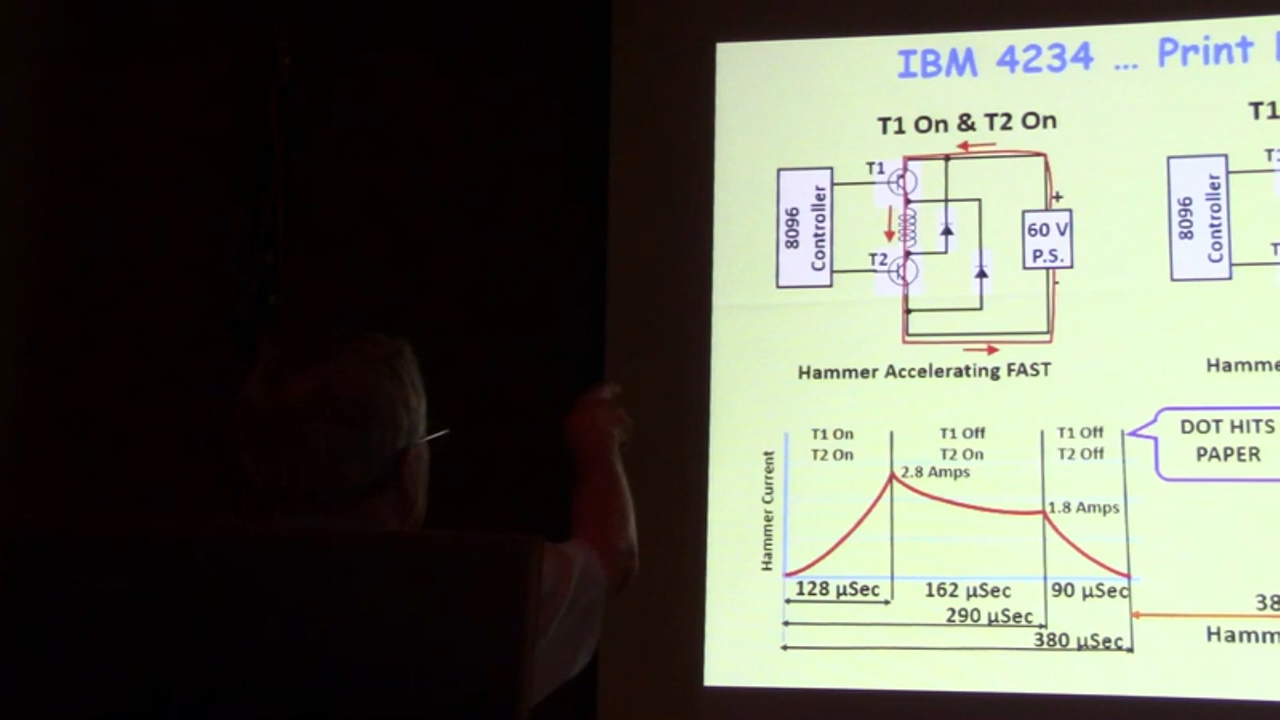 IBM 4234 ... Print
T1 On & T2 On
T1
8096
Controller
T1
T2
+
60 V
P.S.
-
8096
Controller
Hammer Accelerating FAST
Hammer Current
T1 On
T2 On
T1 Off
T2 On
T1 Off
T2 Off
DOT HITS
PAPER
2.8 Amps
1.8 Amps
128 µSec
162 µSec
90 µSec
290 µSec
380 µSec
38